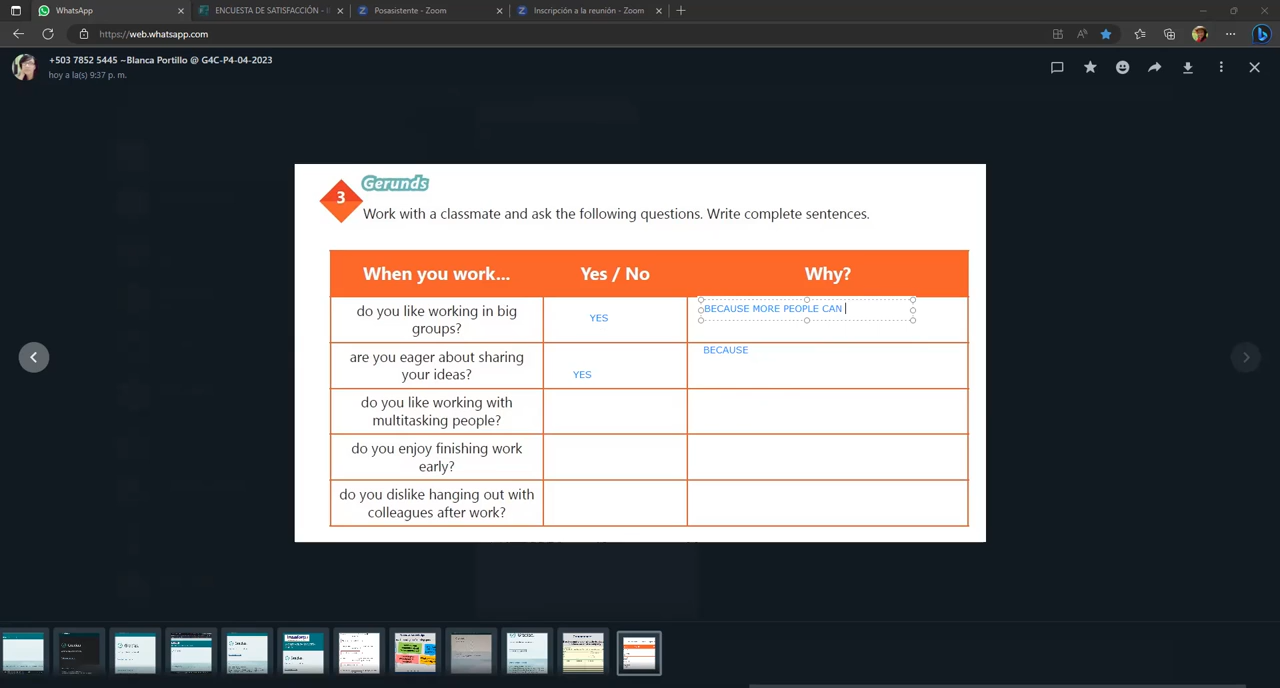 WhatsApp
ENCUESTA DE SATISFACCIÓN - I
Posasistente - Zoom
Inscripción a la reunión - Zoom
https://web.whatsapp.com
+503 7852 5445 ~Blanca Portillo @ G4C-P4-04-2023
hoy a la(s) 9:37 p. m.
Gerunds
3
Work with a classmate and ask the following questions. Write complete sentences.
When you work...
Yes / No
Why?
do you like working in big
groups?
YES
BECAUSE MORE PEOPLE CAN
are you eager about sharing
your ideas?
YES
BECAUSE
do you like working with
multitasking people?
do you enjoy finishing work
early?
do you dislike hanging out with
colleagues after work?